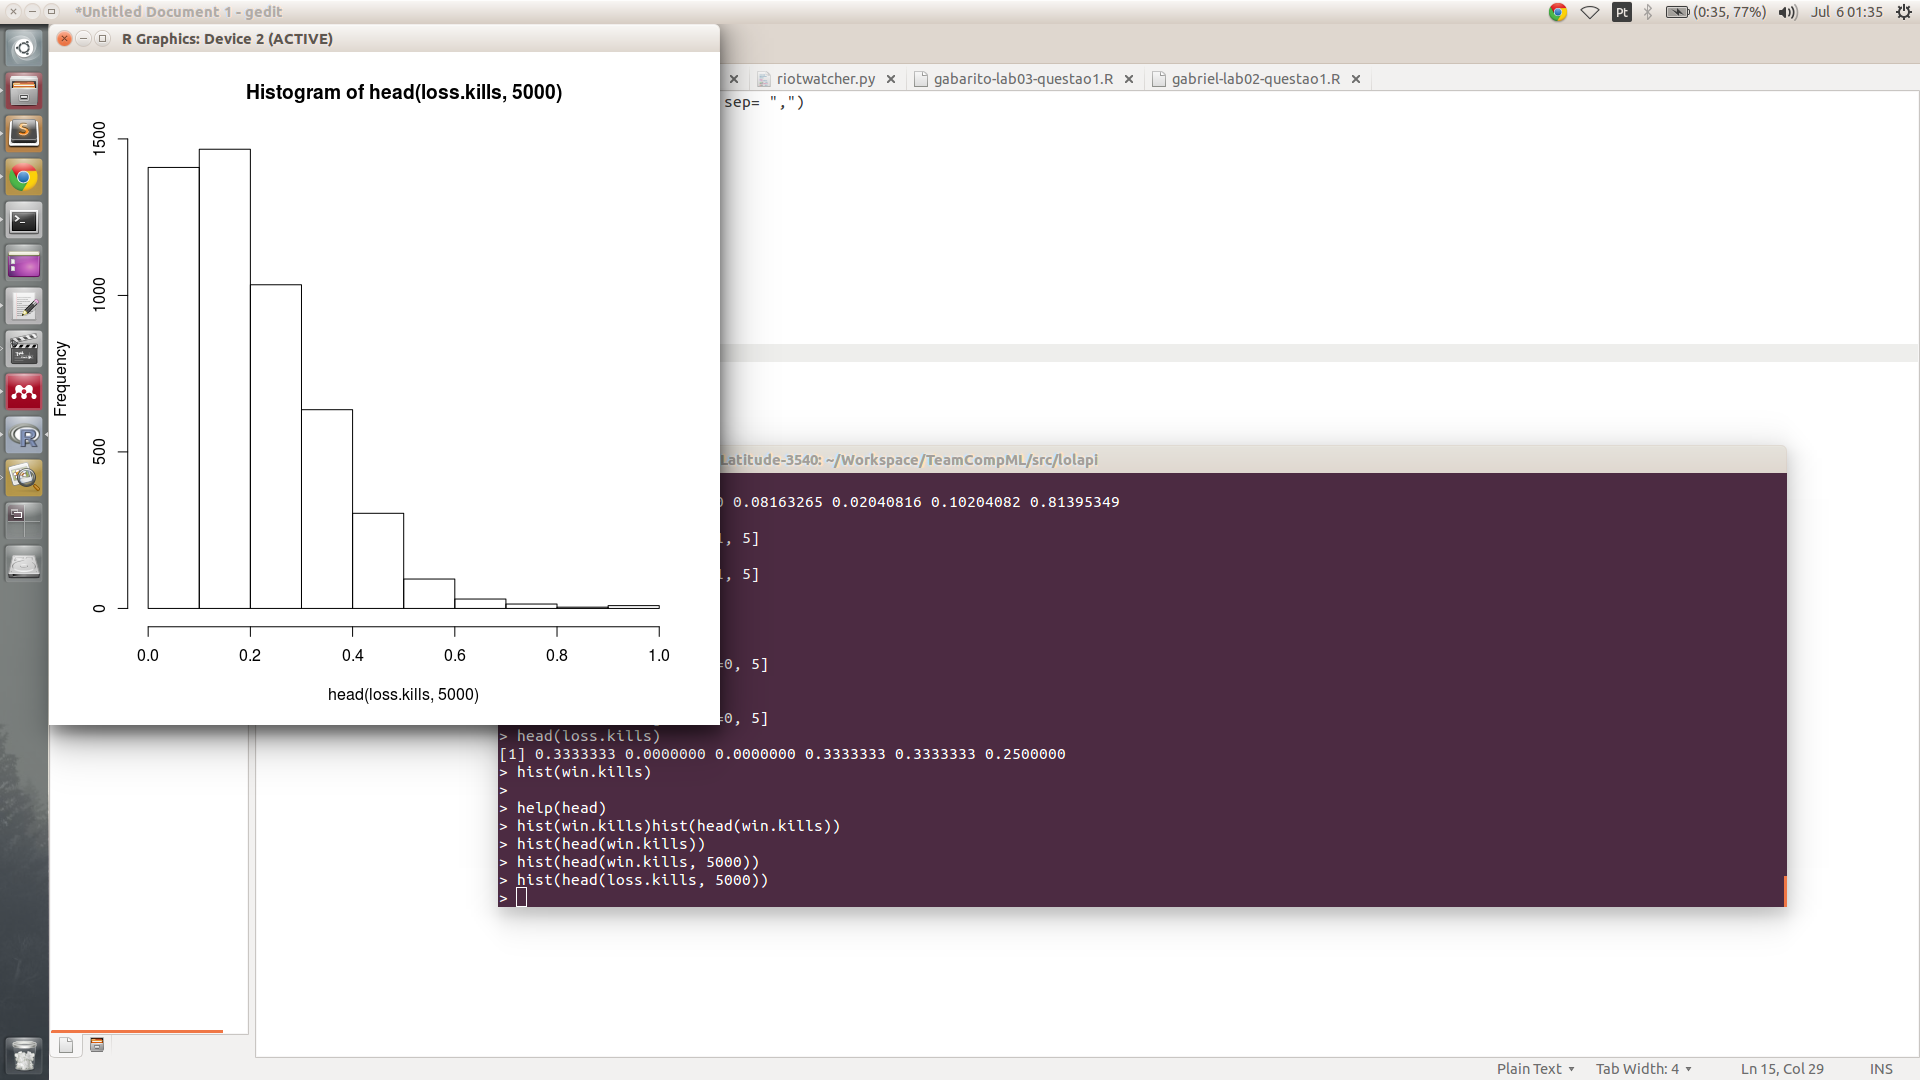 *Untitled Document 1 - gedit
Pt
(0:35, 77%)
Jul 6 01:35
R Graphics: Device 2 (ACTIVE)
riotwatcher.py
gabarito-lab03-questao1.R
gabriel-lab02-questao1.R
sep= ",")
Histogram of head(loss.kills, 5000)
Frequency
1500
1000
500
0
0.0 0.2 0.4 0.6 0.8 1.0
head(loss.kills, 5000)
Latitude-3540: ~/Workspace/TeamCompML/src/lolapi
0.08163265 0.02040816 0.10204082 0.81395349
, 5]
, 5]
=0, 5]
=0, 5]
> head(loss.kills)
[1] 0.3333333 0.0000000 0.0000000 0.3333333 0.3333333 0.2500000
> hist(win.kills)
>
> help(head)
> hist(win.kills)hist(head(win.kills))
> hist(head(win.kills))
> hist(head(win.kills, 5000))
> hist(head(loss.kills, 5000))
>
Plain Text
Tab Width: 4
Ln 15, Col 29
INS